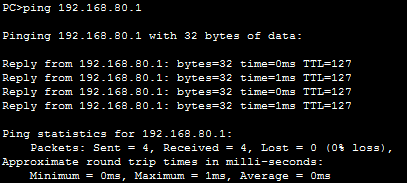 PC>ping 192.168.80.1
Pinging 192.168.80.1 with 32 bytes of data:
Reply from 192.168.80.1: bytes=32 time=0ms TTL=127
Reply from 192.168.80.1: bytes=32 time=1ms TTL=127
Reply from 192.168.80.1: bytes=32 time=0ms TTL=127
Reply from 192.168.80.1: bytes=32 time=1ms TTL=127
Ping statistics for 192.168.80.1:
Packets: Sent = 4, Received = 4, Lost = 0 (0% loss),
Approximate round trip times in milli-seconds:
Minimum = 0ms, Maximum = 1ms, Average = 0ms